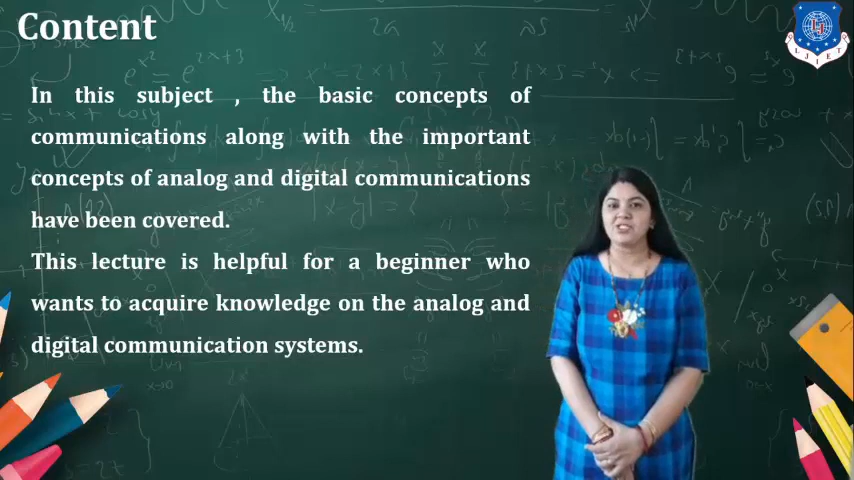 Content
In this subject , the basic concepts of
communications along with the important
concepts of analog and digital communications
have been covered.
This lecture is helpful for a beginner who
wants to acquire knowledge on the analog and
digital communication systems.
LJIET